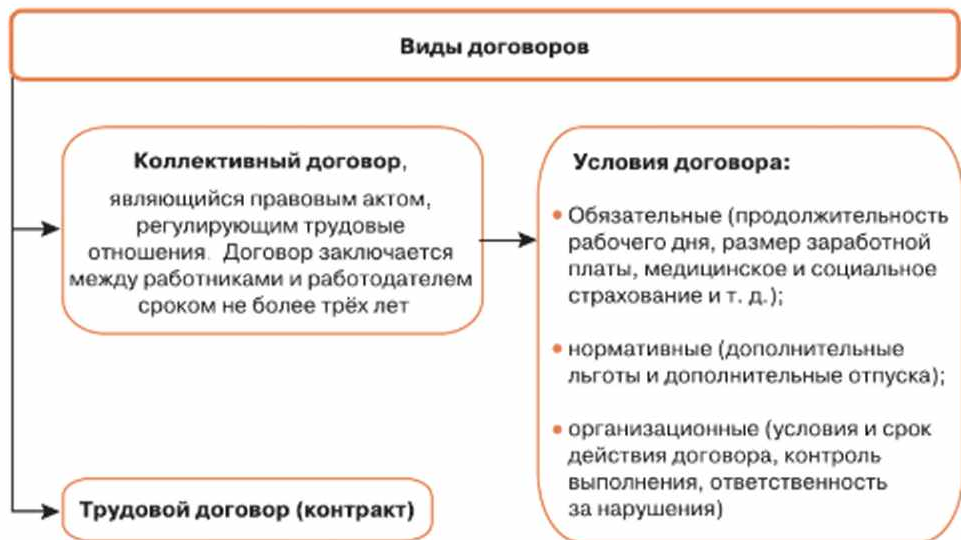 Виды договоров
Коллективный договор,
являющийся правовым актом,
регулирующим трудовые
отношения. Договор заключается
между работниками и работодателем
сроком не более трёх лет
Условия договора:
• Обязательные (продолжительность
рабочего дня, размер заработной
платы, медицинское и социальное
страхование и т. д.);
• нормативные (дополнительные
льготы и дополнительные отпуска);
• организационные (условия и срок
действия договора, контроль
выполнения, ответственность
за нарушения)
Трудовой договор (контракт)